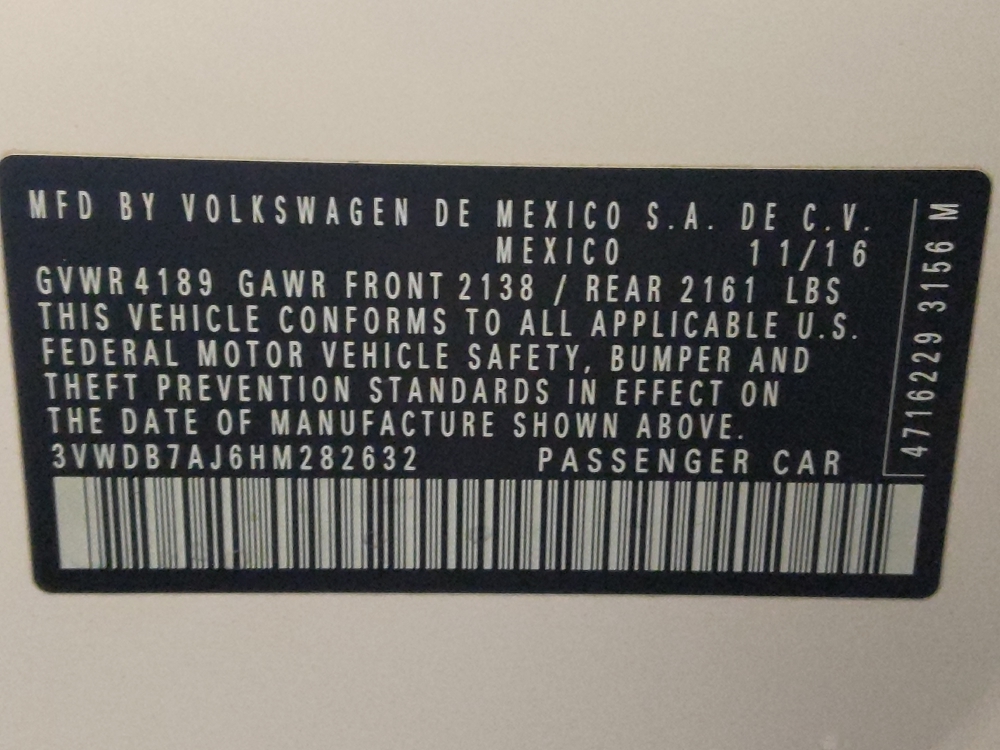 MFD BY VOLKSWAGEN DE MEXICO S.A. DE C.V.
MEXICO 11/16
GVWR 4189 GAWR FRONT 2138 / REAR 2161 LBS
THIS VEHICLE CONFORMS TO ALL APPLICABLE U.S.
FEDERAL MOTOR VEHICLE SAFETY, BUMPER AND
THEFT PREVENTION STANDARDS IN EFFECT ON
THE DATE OF MANUFACTURE SHOWN ABOVE.
3VWDB7AJ6HM282632 PASSENGER CAR
4716229 3156 M